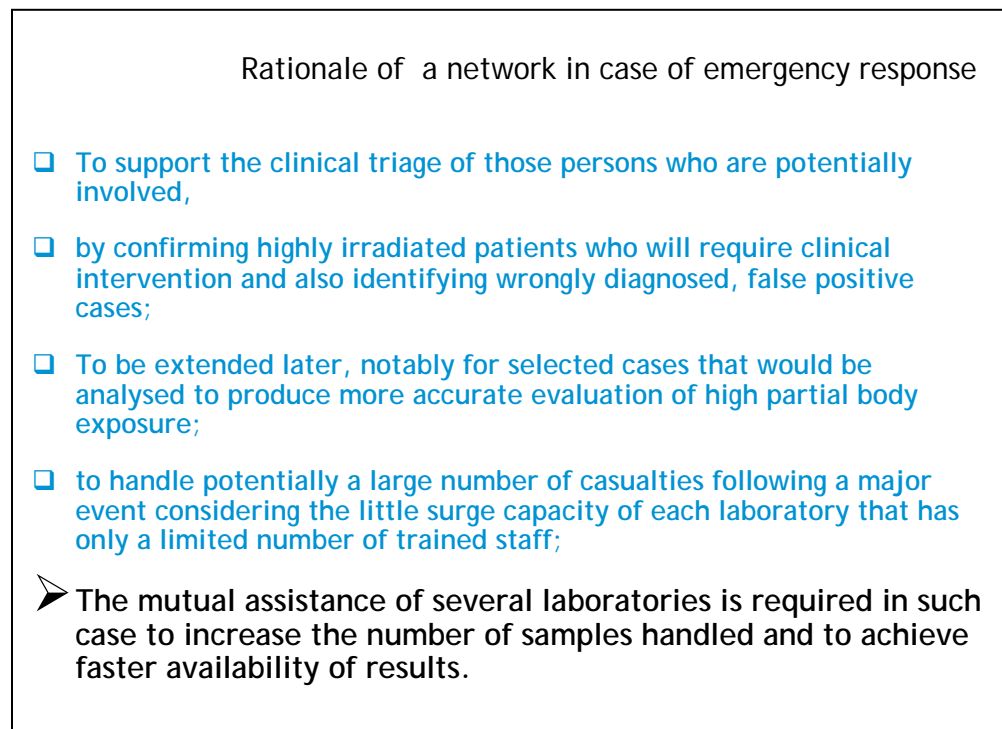 Rationale of a network in case of emergency response
❑ To support the clinical triage of those persons who are potentially
involved,
❑ by confirming highly irradiated patients who will require clinical
intervention and also identifying wrongly diagnosed, false positive
cases;
❑ To be extended later, notably for selected cases that would be
analysed to produce more accurate evaluation of high partial body
exposure;
❑ to handle potentially a large number of casualties following a major
event considering the little surge capacity of each laboratory that has
only a limited number of trained staff;
➢ The mutual assistance of several laboratories is required in such
case to increase the number of samples handled and to achieve
faster availability of results.